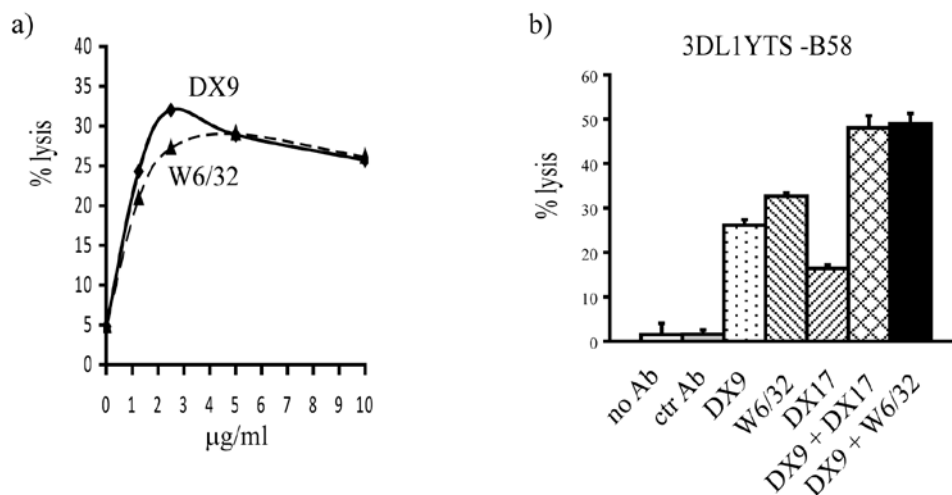 a)
40
35
30
25
20
15
10
5
0
% lysis
DX9
W6/32
0 1 2 3 4 5 6 7 8 9 10
µg/ml
b)
3DL1YTS -B58
60
50
40
30
20
10
0
% lysis
no Ab
ctr Ab
DX9
W6/32
DX17
DX9 + DX17
DX9 + W6/32